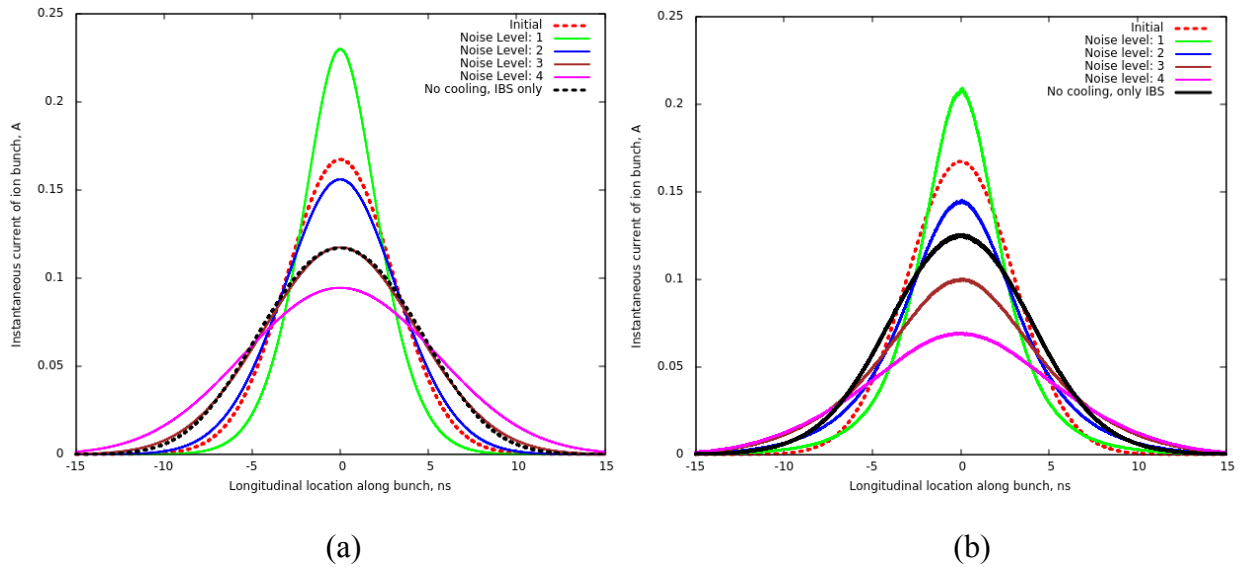 Initial
Noise Level: 1
Noise Level: 2
Noise Level: 3
Noise Level: 4
No cooling, IBS only
Instantaneous current of ion bunch, A
0.25
0.2
0.15
0.1
0.05
0
-15 -10 -5 0 5 10 15
Longitudinal location along bunch, ns
(a)
Initial
Noise level: 1
Noise level: 2
Noise level: 3
Noise level: 4
No cooling, only IBS
Instantaneous current of ion bunch, A
0.25
0.2
0.15
0.1
0.05
0
-15 -10 -5 0 5 10 15
Longitudinal location along bunch, ns
(b)